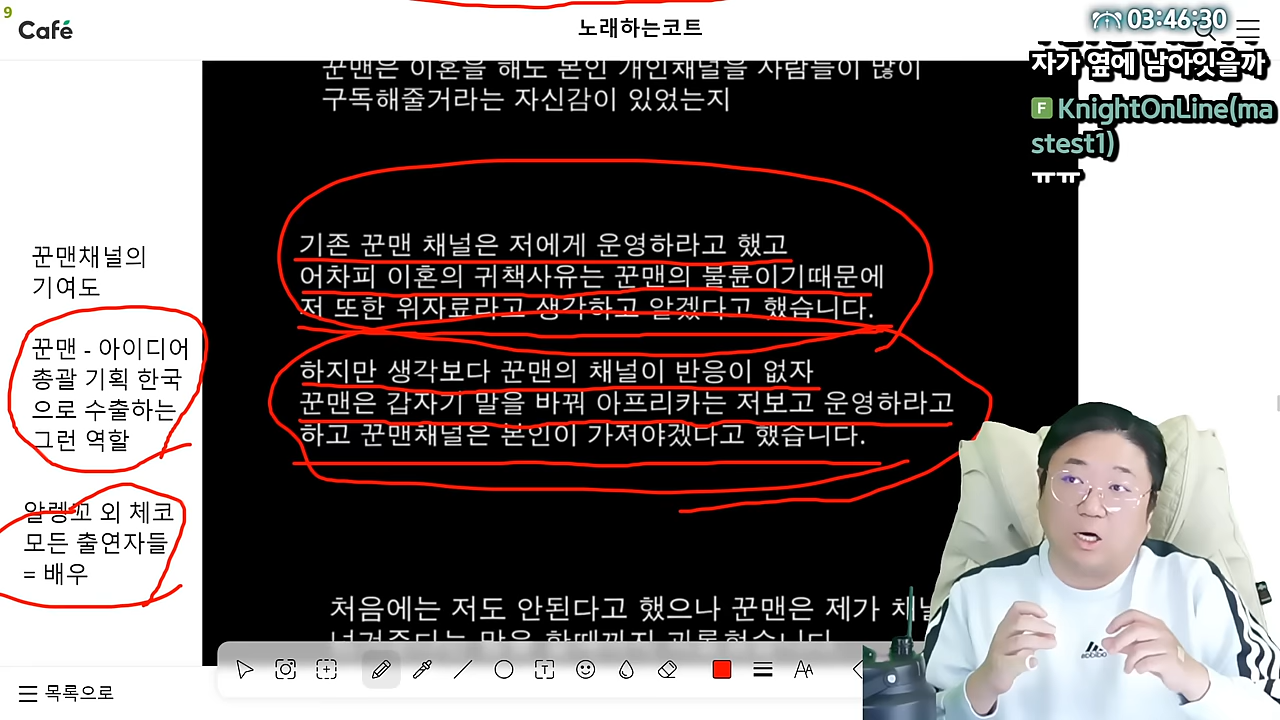 9
Café
노래하는코트
03:46:30
자가 옆에 남아잇을까
F KnightOnLine(ma
stest1)
ㅠㅠ
꾼맨은 이혼을 해도 본인 개인채널을 사람들이 많이
구독해줄거라는 자신감이 있었는지
기존 꾼맨 채널은 저에게 운영하라고 했고
어차피 이혼의 귀책사유는 꾼맨의 불륜이기때문에
저 또한 위자료라고 생각하고 알겠다고 했습니다.
하지만 생각보다 꾼맨의 채널이 반응이 없자
꾼맨은 갑자기 말을 바꿔 아프리카는 저보고 운영하라고
하고 꾼맨채널은 본인이 가져야겠다고 했습니다.
처음에는 저도 안된다고 했으나 꾼맨은 제가
꾼맨채널의
기여도
꾼맨 - 아이디어
총괄 기획 한국
으로 수출하는
그런 역할
알렝꼬 외 체코
모든 출연자들
= 배우
목록으로
adidas